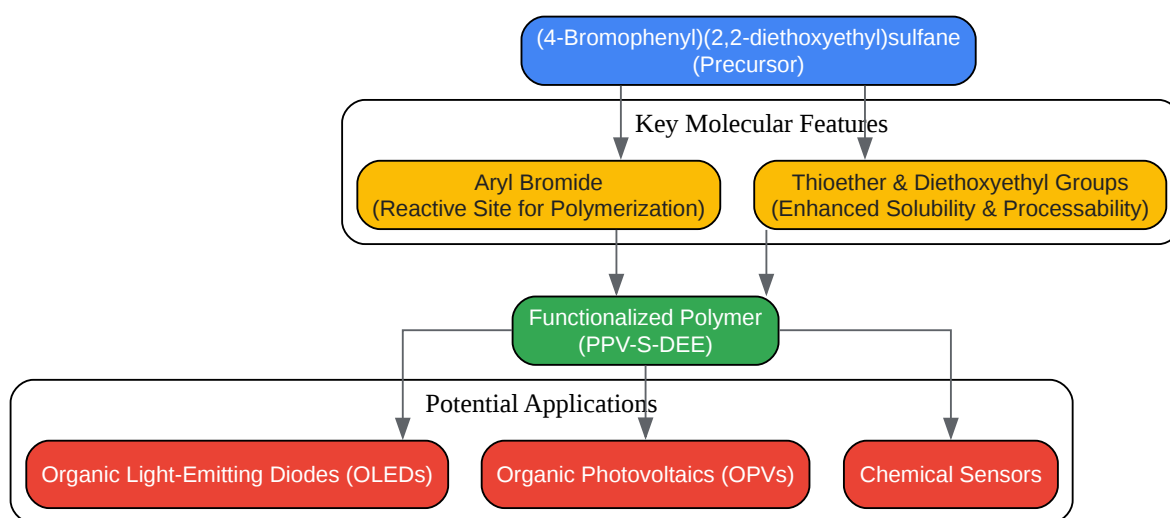 (4-Bromophenyl)(2,2-diethoxyethyl)sulfane
(Precursor)
Key Molecular Features
Aryl Bromide
(Reactive Site for Polymerization)
Thioether & Diethoxyethyl Groups
(Enhanced Solubility & Processability)
Functionalized Polymer
(PPV-S-DEE)
Potential Applications
Organic Light-Emitting Diodes (OLEDs)
Organic Photovoltaics (OPVs)
Chemical Sensors